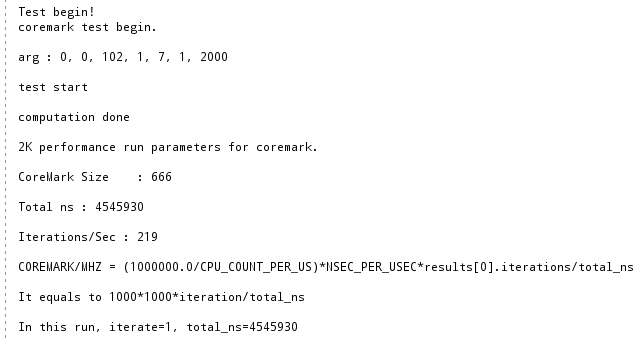 Test begin!
coremark test begin.
arg : 0, 0, 102, 1, 7, 1, 2000
test start
computation done
2K performance run parameters for coremark.
CoreMark Size    : 666
Total ns : 4545930
Iterations/Sec : 219
COREMARK/MHZ = (1000000.0/CPU_COUNT_PER_US)*NSEC_PER_USEC*results[0].iterations/total_ns
It equals to 1000*1000*iteration/total_ns
In this run, iterate=1, total_ns=4545930